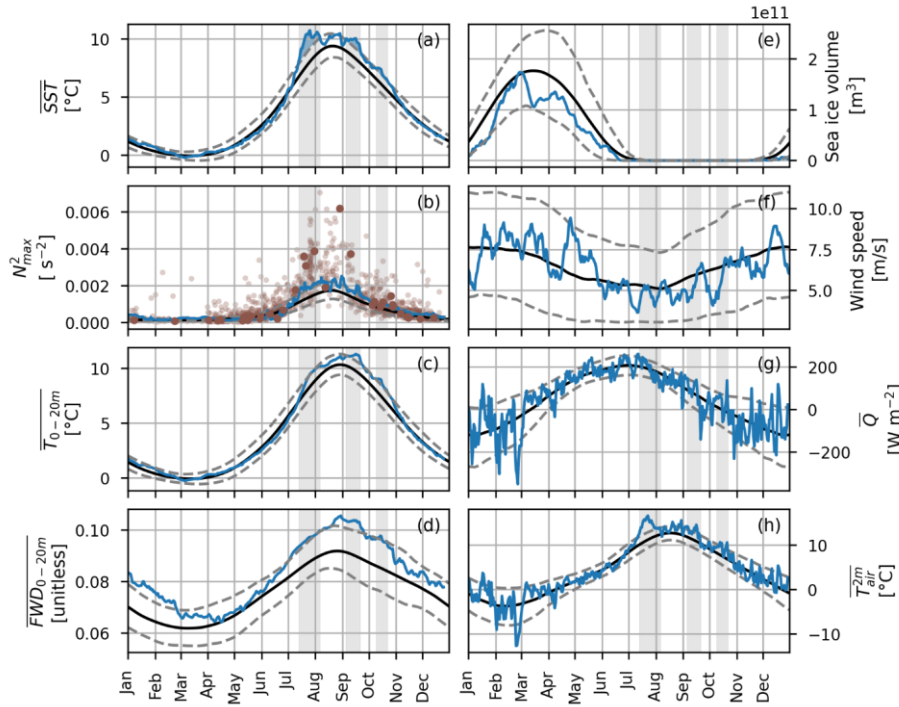 1e11
(a)
SST
[°C]
10
5
0
(e)
2
1
0
Sea ice volume
[m³]
(b)
N²max
[ s⁻²]
0.006
0.004
0.002
0.000
(f)
10.0
7.5
5.0
Wind speed
[m/s]
(c)
T0−20m
[°C]
10
5
0
(g)
200
0
−200
Q
[W m⁻²]
(d)
FWD0−20m
[unitless]
0.10
0.08
0.06
(h)
10
0
−10
T2m air
[°C]
Jan Feb Mar Apr May Jun Jul Aug Sep Oct Nov Dec
Jan Feb Mar Apr May Jun Jul Aug Sep Oct Nov Dec